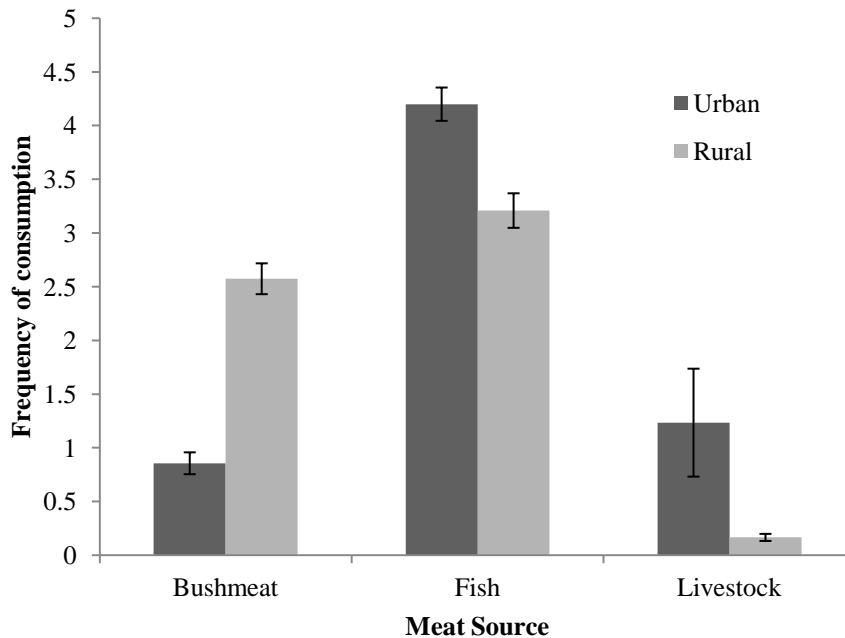 5
4.5
4
3.5
3
2.5
2
1.5
1
0.5
0
Frequency of consumption
Urban
Rural
Bushmeat Fish Livestock
Meat Source